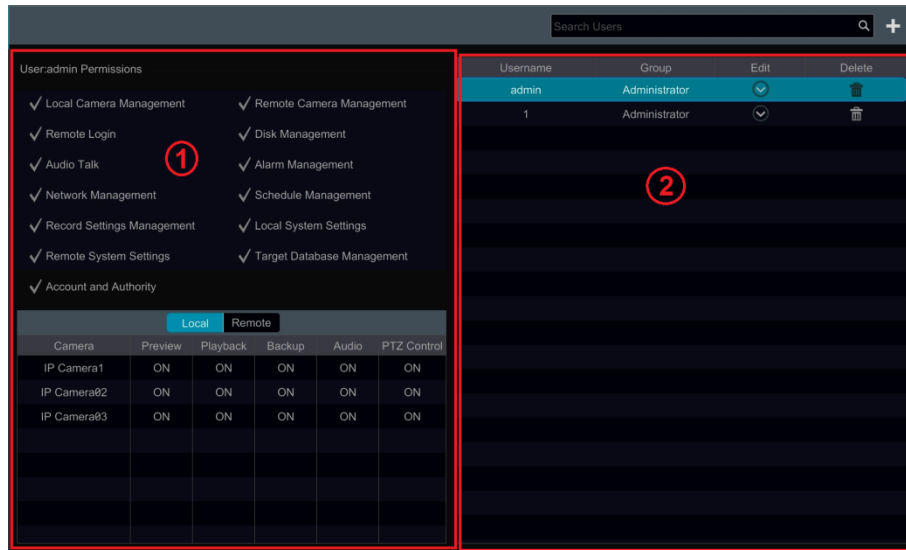 Search Users
User:admin Permissions
Local Camera Management Remote Camera Management
Remote Login Disk Management
Audio Talk Alarm Management
Network Management Schedule Management
Record Settings Management Local System Settings
Remote System Settings Target Database Management
Account and Authority
1
Local Remote
Camera Preview Playback Backup Audio PTZ Control
IP Camera1 ON ON ON ON ON
IP Camera02 ON ON ON ON ON
IP Camera03 ON ON ON ON ON
Username Group Edit Delete
admin Administrator
1 Administrator
2